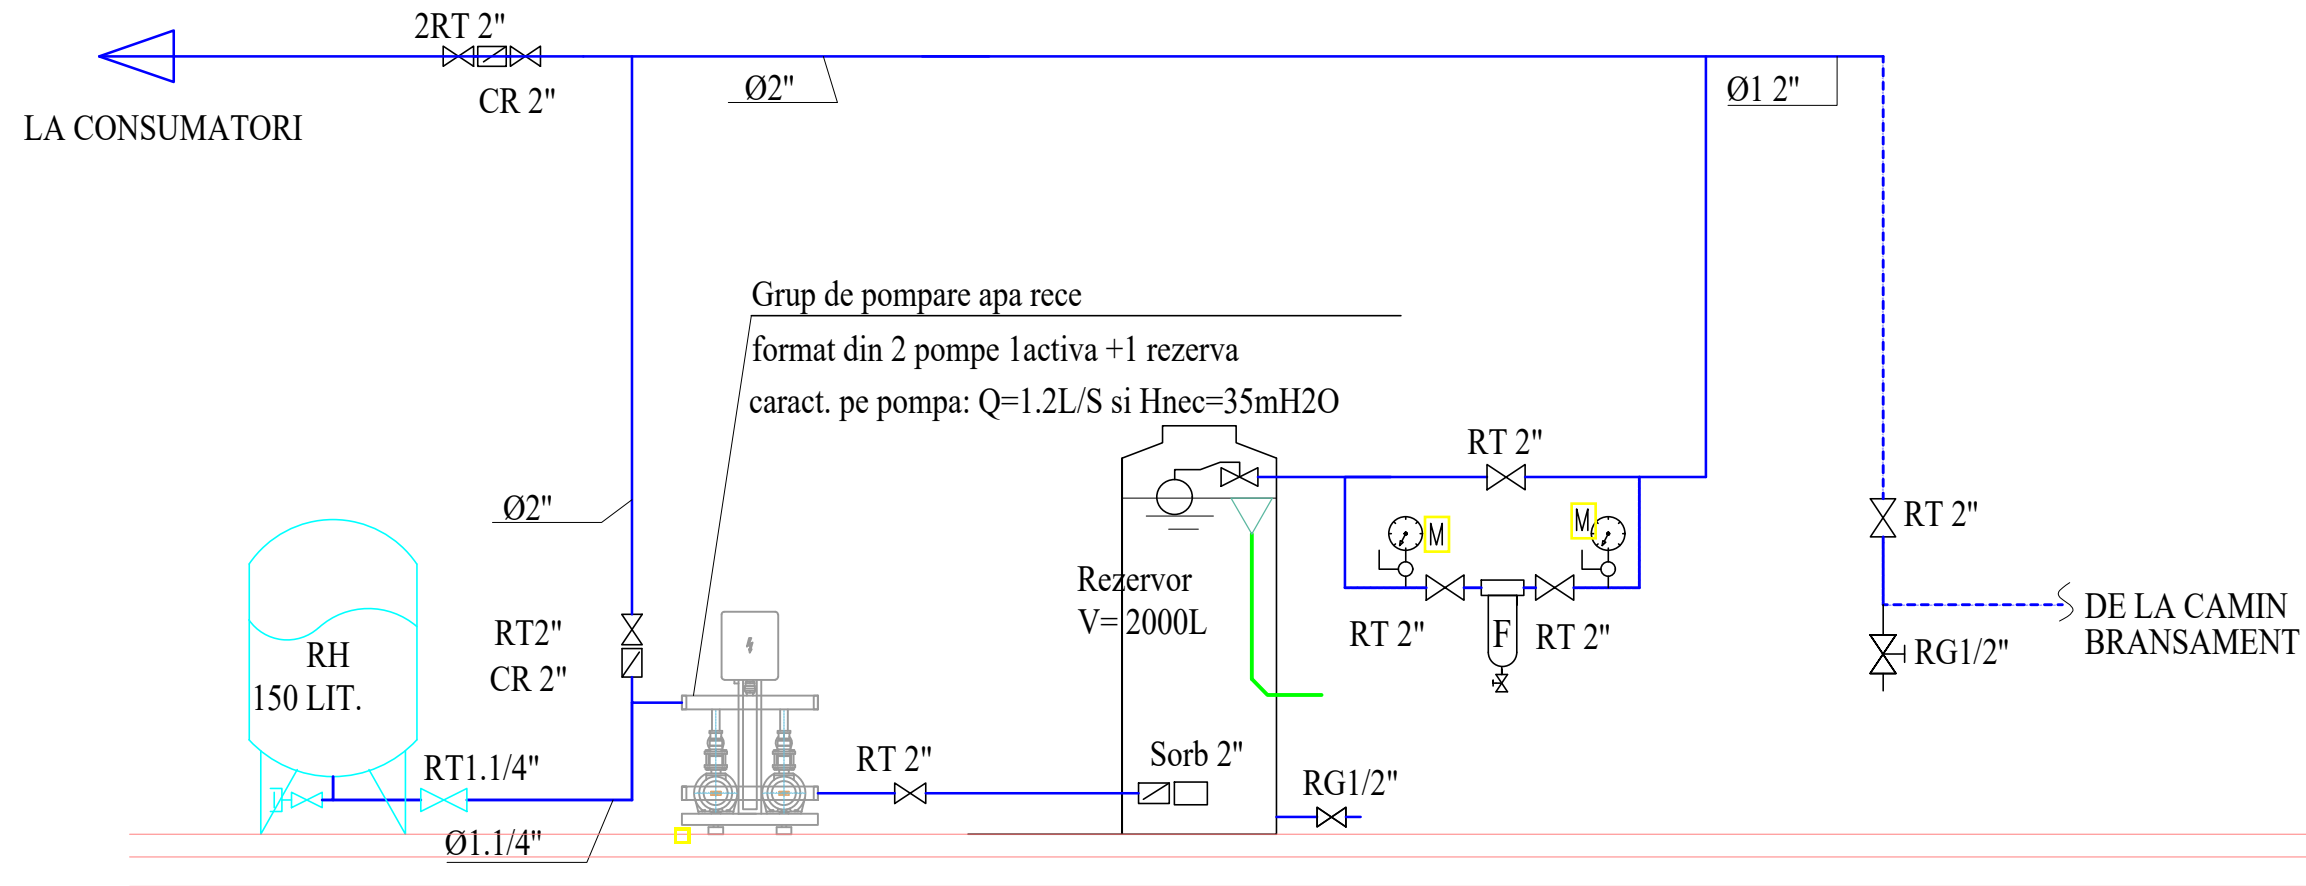 2RT 2"
CR 2"
LA CONSUMATORI
Ø2"
Ø1 2"
Grup de pompare apa rece
format din 2 pompe 1activa +1 rezerva
caract. pe pompa: Q=1.2L/S si Hnec=35mH2O
RT 2"
Ø2"
M
M
RT 2"
Rezervor
V= 2000L
DE LA CAMIN
BRANSAMENT
RT2"
CR 2"
RT 2"
F
RT 2"
RG1/2"
RH
150 LIT.
RT1.1/4"
RT 2"
Sorb 2"
RG1/2"
Ø1.1/4"